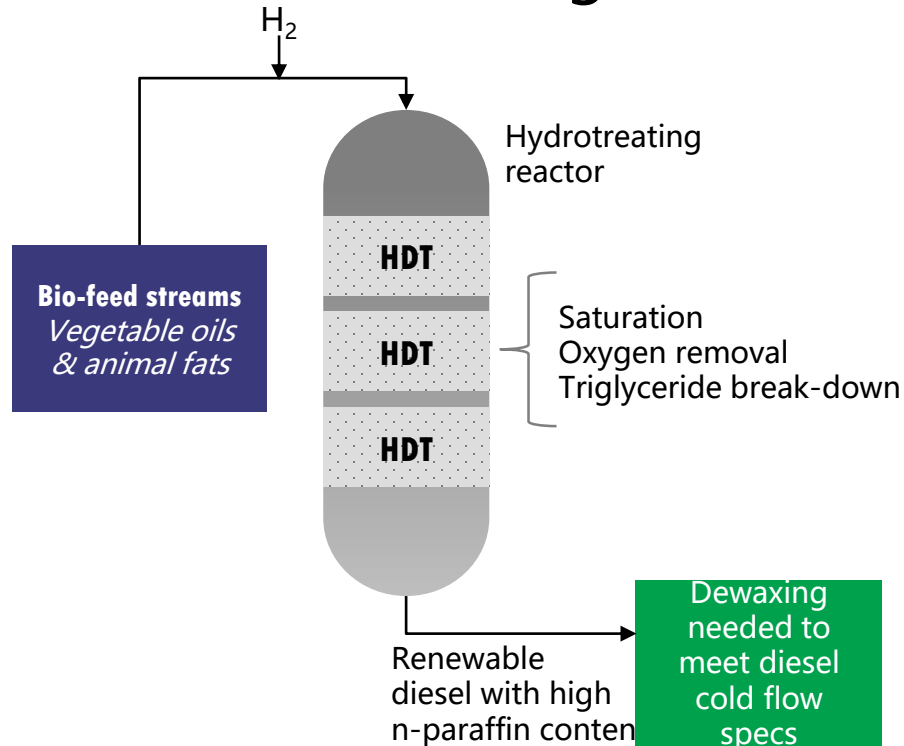 H₂
Hydrotreating
reactor
HDT
Bio-feed streams
Vegetable oils
& animal fats
HDT
Saturation
Oxygen removal
Triglyceride break-down
HDT
Renewable
diesel with high
n-paraffin conten
Dewaxing
needed to
meet diesel
cold flow
specs